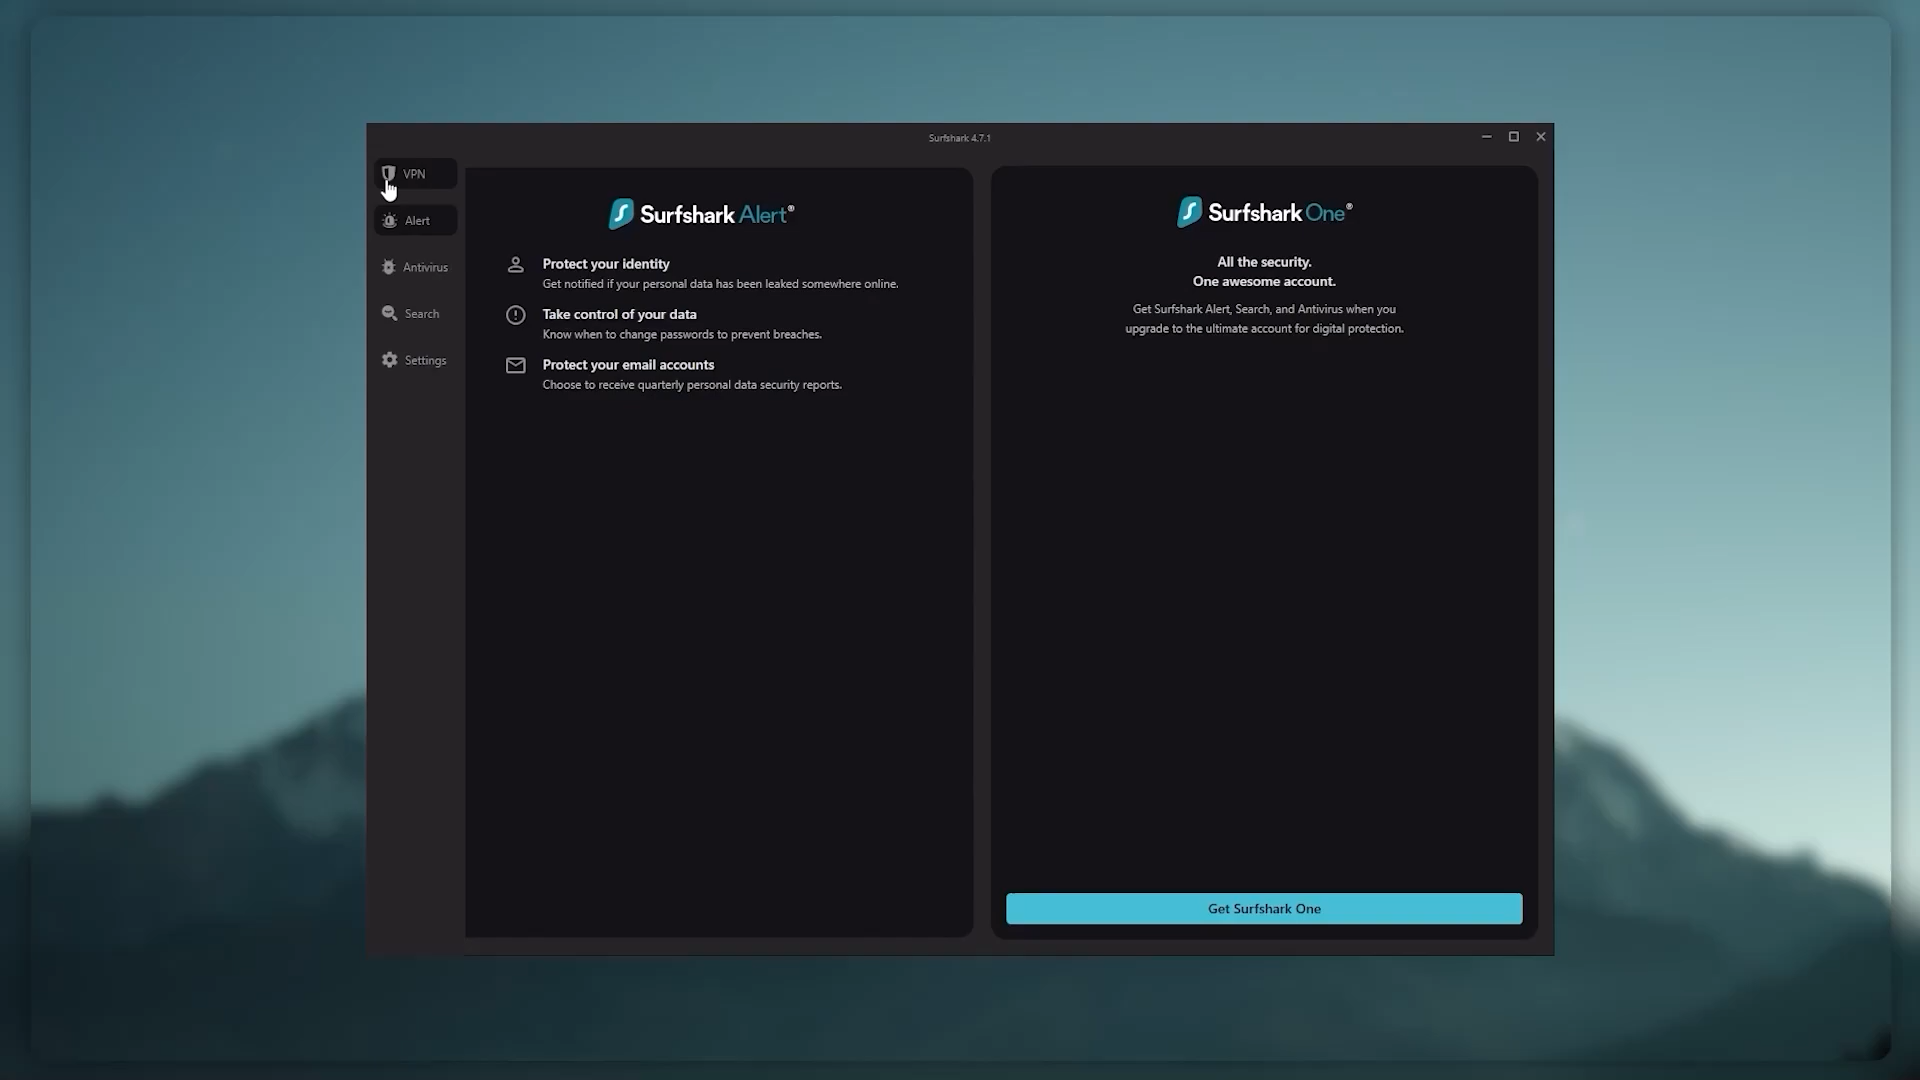 Surfshark 4.7.1
VPN
Alert
Antivirus
Search
Settings
Surfshark Alert®
Protect your identity
Get notified if your personal data has been leaked somewhere online.
Take control of your data
Know when to change passwords to prevent breaches.
Protect your email accounts
Choose to receive quarterly personal data security reports.
Surfshark One®
All the security.
One awesome account.
Get Surfshark Alert, Search, and Antivirus when you
upgrade to the ultimate account for digital protection.
Get Surfshark One